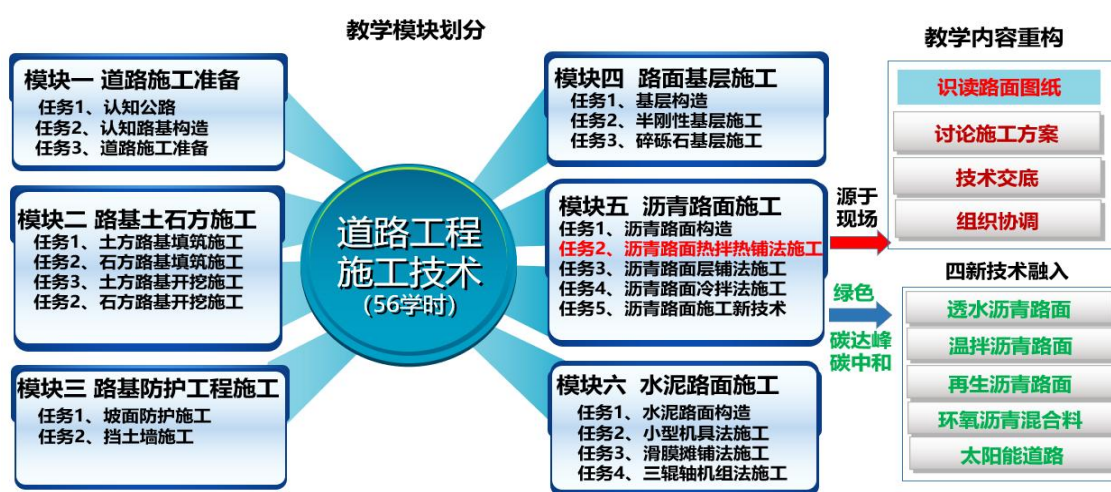 教学模块划分
模块一 道路施工准备
任务1、认知公路
任务2、认知路基构造
任务3、道路施工准备
模块二 路基土石方施工
任务1、土方路基填筑施工
任务2、石方路基填筑施工
任务3、土方路基开挖施工
任务2、石方路基开挖施工
模块三 路基防护工程施工
任务1、坡面防护施工
任务2、挡土墙施工
道路工程
施工技术
（56学时）
模块四 路面基层施工
任务1、基层构造
任务2、半刚性基层施工
任务3、碎砾石基层施工
模块五 沥青路面施工
任务1、沥青路面构造
任务2、沥青路面热拌热铺法施工
任务3、沥青路面层铺法施工
任务4、沥青路面冷拌法施工
任务5、沥青路面施工新技术
模块六 水泥路面施工
任务1、水泥路面构造
任务2、小型机具法施工
任务3、滑膜摊铺法施工
任务4、三辊轴机组法施工
源于
现场
绿色
碳达峰
碳中和
教学内容重构
识读路面图纸
讨论施工方案
技术交底
组织协调
四新技术融入
透水沥青路面
温拌沥青路面
再生沥青路面
环氧沥青混合料
太阳能道路